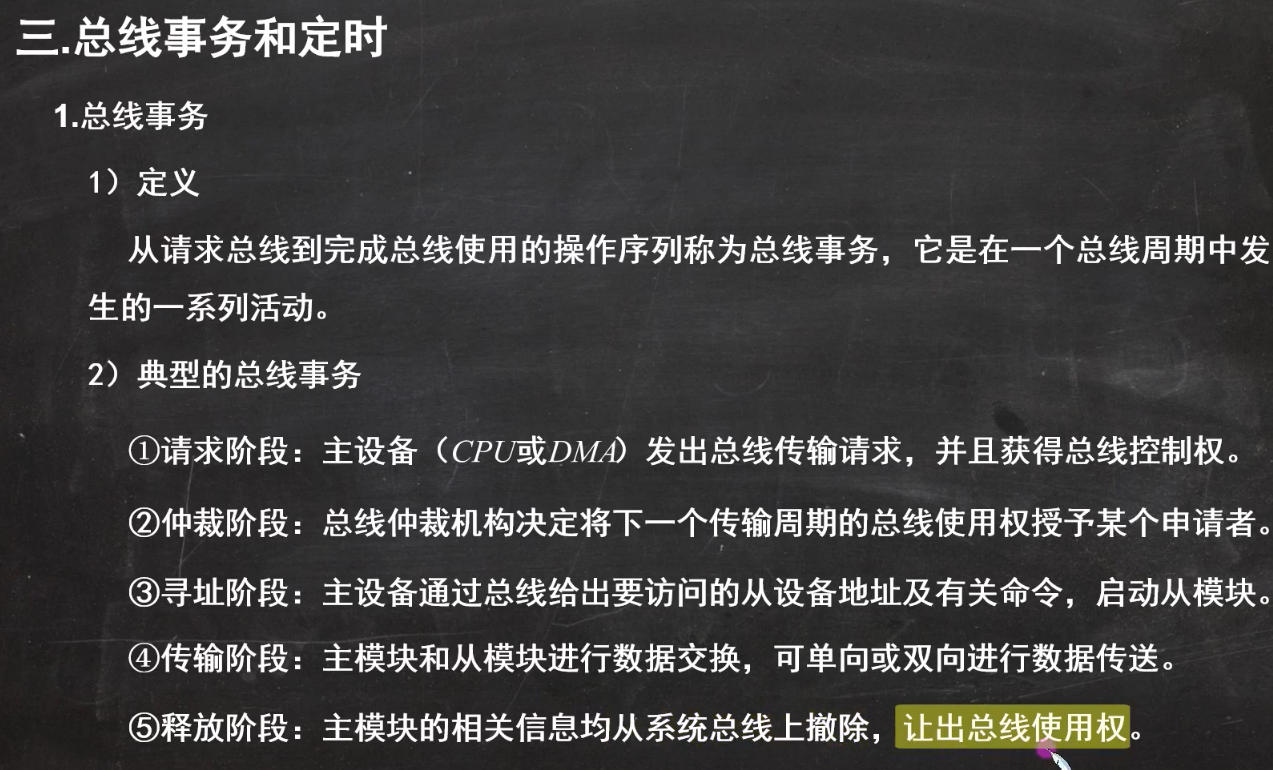 三.总线事务和定时
1.总线事务
1）定义
从请求总线到完成总线使用的操作序列称为总线事务，它是在一个总线周期中发
生的一系列活动。
2）典型的总线事务
①请求阶段：主设备（CPU或DMA）发出总线传输请求，并且获得总线控制权。
②仲裁阶段：总线仲裁机构决定将下一个传输周期的总线使用权授予某个申请者。
③寻址阶段：主设备通过总线给出要访问的从设备地址及有关命令，启动从模块。
④传输阶段：主模块和从模块进行数据交换，可单向或双向进行数据传送。
⑤释放阶段：主模块的相关信息均从系统总线上撤除，让出总线使用权。